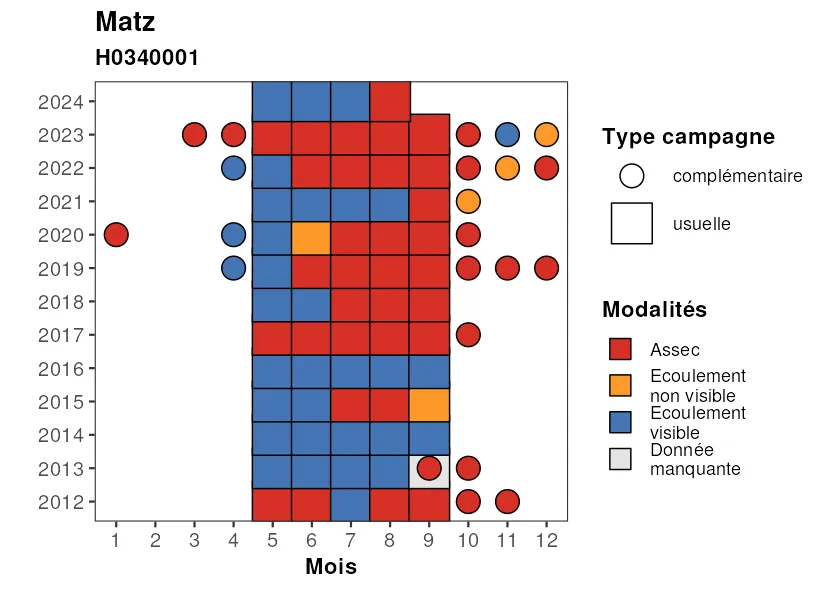 Matz
H0340001
2024
2023
2022
2021
2020
2019
2018
2017
2016
2015
2014
2013
2012
1 2 3 4 5 6 7 8 9 10 11 12
Mois
Type campagne
complémentaire
usuelle
Modalités
Assec
Ecoulement
non visible
Ecoulement
visible
Donnée
manquante